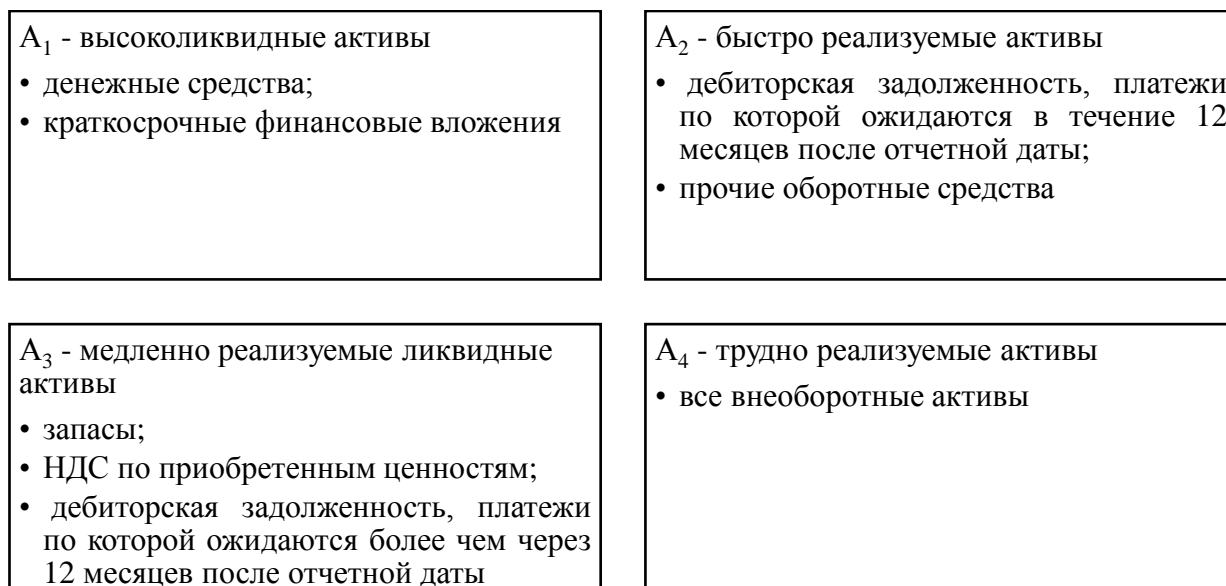 А1 - высоколиквидные активы
• денежные средства;
• краткосрочные финансовые вложения
А2 - быстро реализуемые активы
• дебиторская задолженность, платежи
по которой ожидаются в течение 12
месяцев после отчетной даты;
• прочие оборотные средства
А3 - медленно реализуемые ликвидные
активы
• запасы;
• НДС по приобретенным ценностям;
• дебиторская задолженность, платежи
по которой ожидаются более чем через
12 месяцев после отчетной даты
А4 - трудно реализуемые активы
• все внеоборотные активы